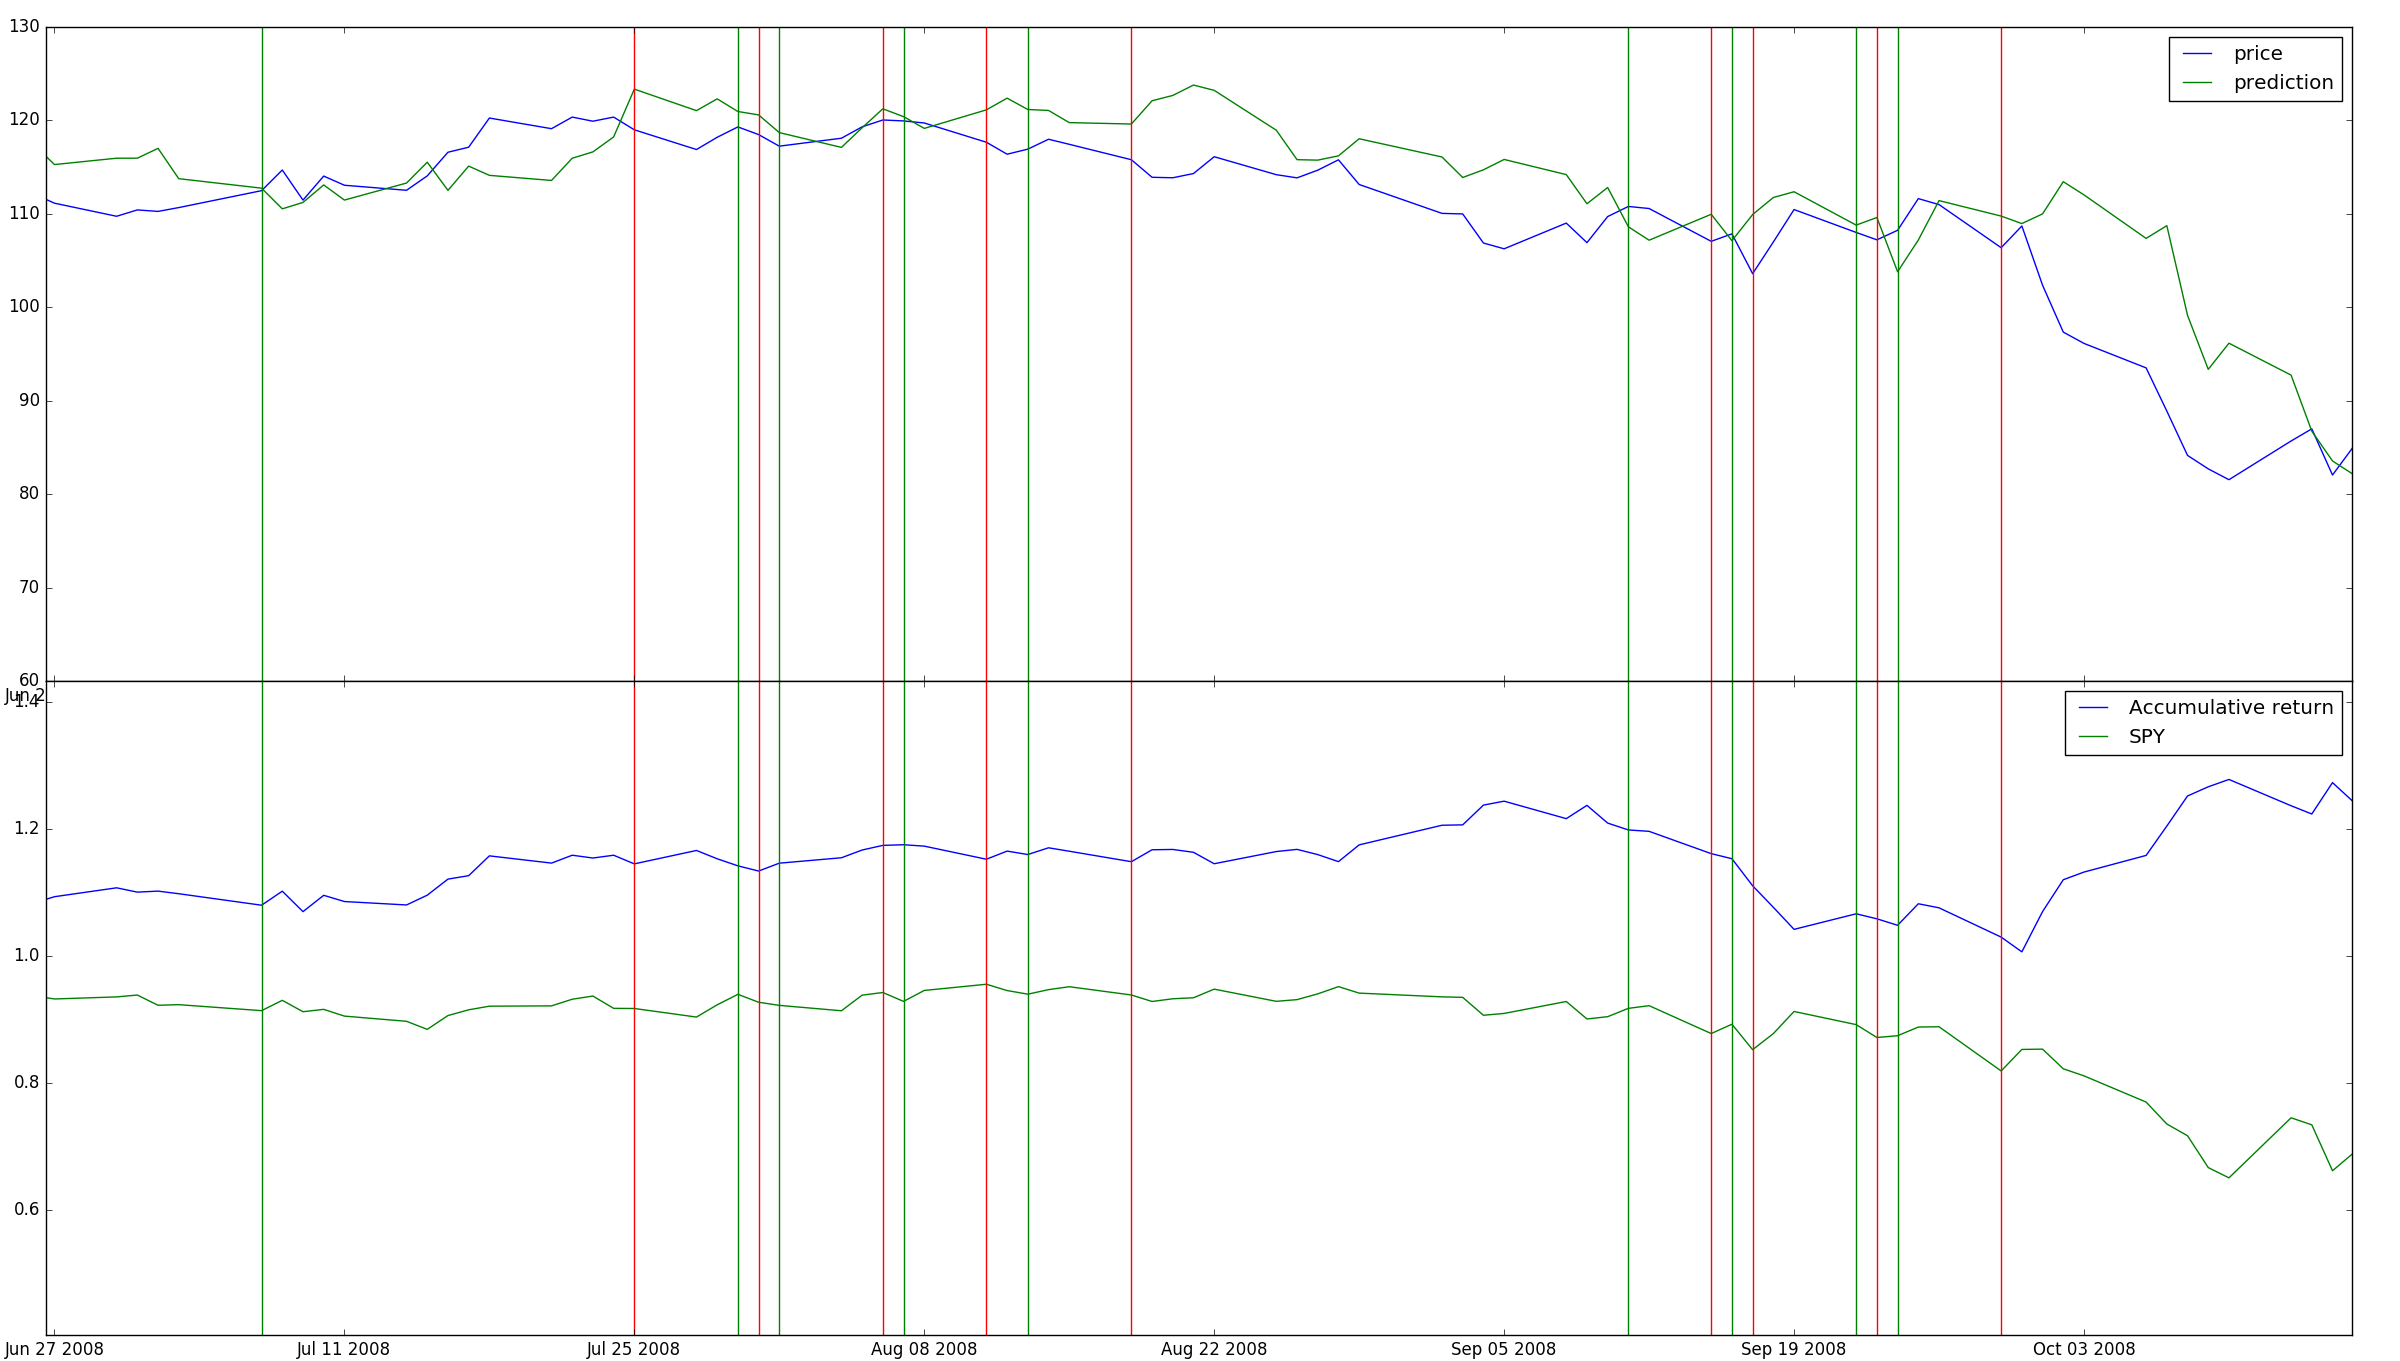 130
price
prediction
120
110
100
90
80
70
60
Jun 2
1.4
Accumulative return
SPY
1.2
1.0
0.8
0.6
Jun 27 2008 Jul 11 2008 Jul 25 2008 Aug 08 2008 Aug 22 2008 Sep 05 2008 Sep 19 2008 Oct 03 2008